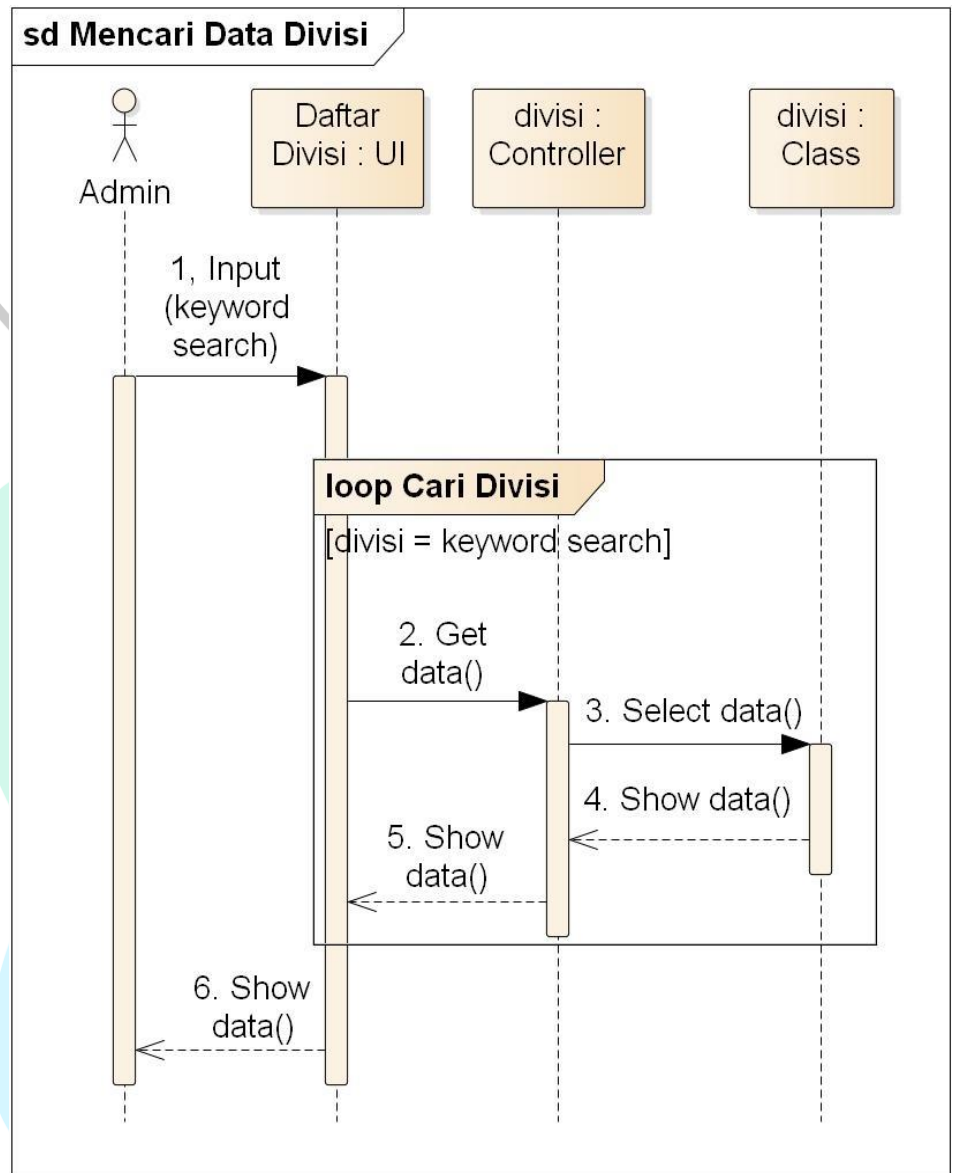 sd Mencari Data Divisi
Admin
Daftar
Divisi : UI
divisi :
Controller
divisi :
Class
1, Input
(keyword
search)
loop Cari Divisi
[divisi = keyword search]
2. Get
data()
3. Select data()
4. Show data()
5. Show
data()
6. Show
data()